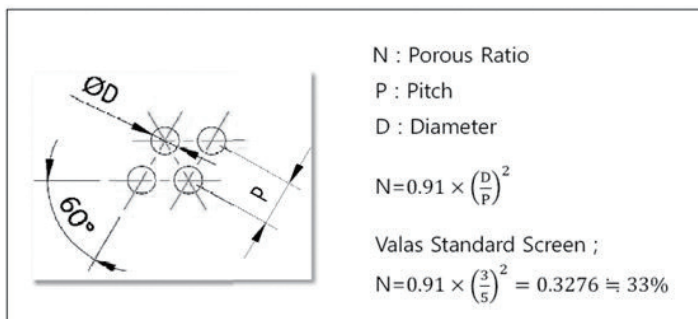 ØD
60°
P
N : Porous Ratio
P : Pitch
D : Diameter
N=0.91 × (D/P)²
Valas Standard Screen ;
N=0.91 × (3/5)² = 0.3276 ≒ 33%